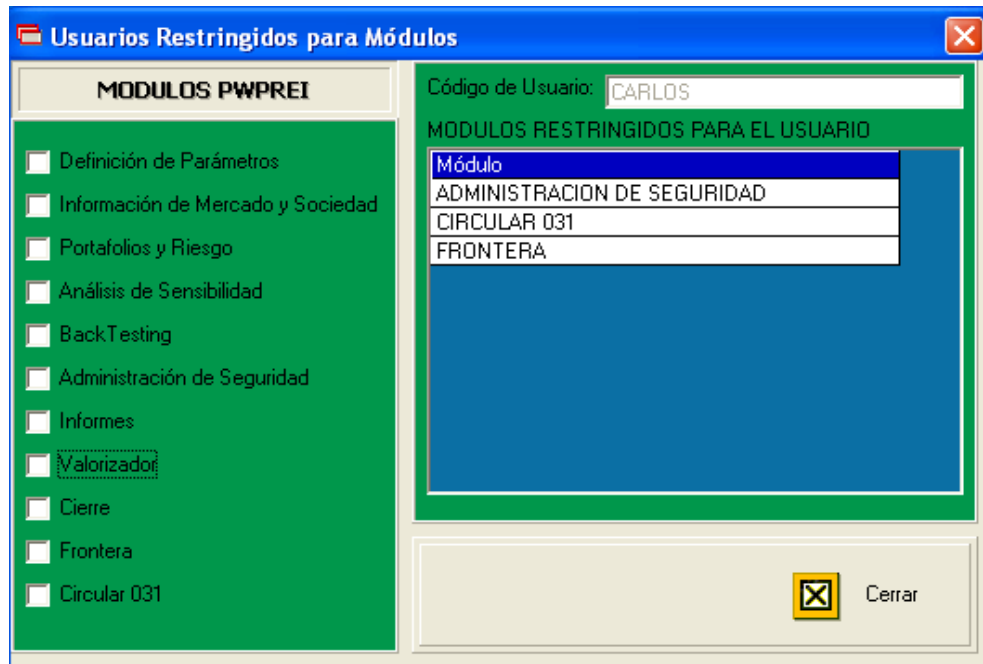 Usuarios Restringidos para Módulos
MODULOS PWPREI
Definición de Parámetros
Información de Mercado y Sociedad
Portafolios y Riesgo
Análisis de Sensibilidad
BackTesting
Administración de Seguridad
Informes
Valorizador
Cierre
Frontera
Circular 031
Código de Usuario: CARLOS
MODULOS RESTRINGIDOS PARA EL USUARIO
Módulo
ADMINISTRACION DE SEGURIDAD
CIRCULAR 031
FRONTERA
Cerrar